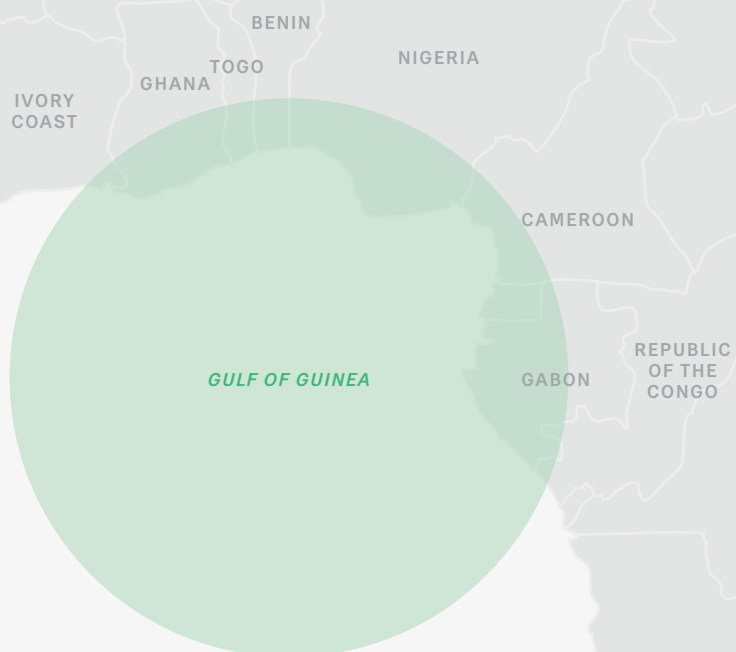 BENIN
NIGERIA
TOGO
GHANA
IVORY
COAST
CAMEROON
REPUBLIC
OF THE
CONGO
GULF OF GUINEA
GABON